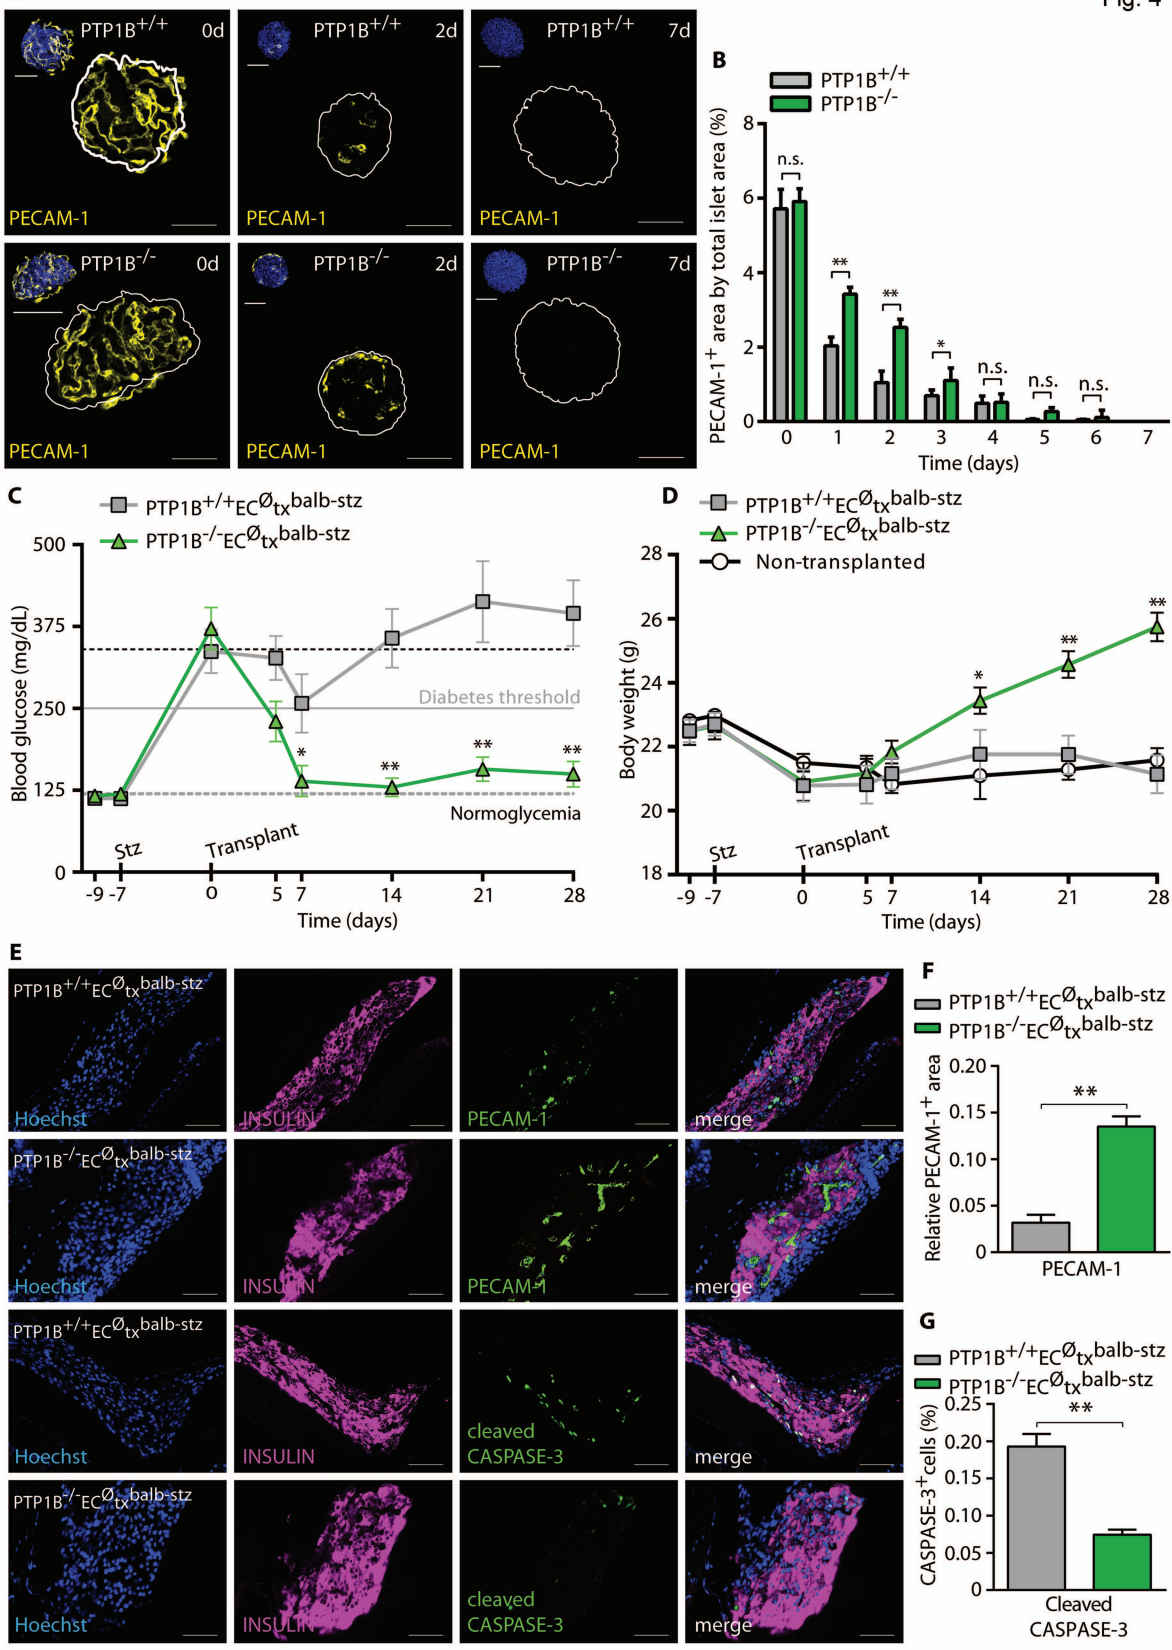 Fig. 4
PTP1B+/+ 0d
PECAM-1
PTP1B+/+ 2d
PECAM-1
PTP1B+/+ 7d
PECAM-1
PTP1B-/- 0d
PECAM-1
PTP1B-/- 2d
PECAM-1
PTP1B-/- 7d
PECAM-1
B
PTP1B+/+
PTP1B-/-
PECAM-1+ area by total islet area (%)
8
6
4
2
0
n.s.
**
**
*
n.s.
n.s.
n.s.
0 1 2 3 4 5 6 7
Time (days)
C
PTP1B+/+ECØtxbalb-stz
PTP1B-/-ECØtxbalb-stz
Blood glucose (mg/dL)
500
375
250
125
0
Diabetes threshold
* ** ** **
Normoglycemia
Stz
Transplant
-9 -7 0 5 7 14 21 28
Time (days)
D
PTP1B+/+ECØtxbalb-stz
PTP1B-/-ECØtxbalb-stz
Non-transplanted
Body weight (g)
28
26
24
22
20
18
* ** **
Stz
Transplant
-9 -7 0 5 7 14 21 28
Time (days)
E
PTP1B+/+ECØtxbalb-stz
Hoechst
INSULIN
PECAM-1
merge
PTP1B-/-ECØtxbalb-stz
Hoechst
INSULIN
PECAM-1
merge
PTP1B+/+ECØtxbalb-stz
Hoechst
INSULIN
cleaved
CASPASE-3
merge
PTP1B-/-ECØtxbalb-stz
Hoechst
INSULIN
cleaved
CASPASE-3
merge
F
PTP1B+/+ECØtxbalb-stz
PTP1B-/-ECØtxbalb-stz
Relative PECAM-1+ area
0.20
0.15
0.10
0.05
0
**
PECAM-1
G
PTP1B+/+ECØtxbalb-stz
PTP1B-/-ECØtxbalb-stz
CASPASE-3+cells (%)
0.25
0.20
0.15
0.10
0.05
0
**
Cleaved
CASPASE-3